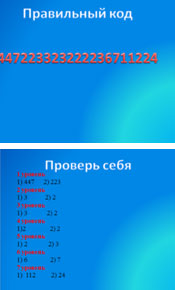 Правильный код
447223323222236711224
Проверь себя
1 уровень
1) 447 2) 223
2 уровень
1) 3 2) 2
3 уровень
1) 3 2) 2
4 уровень
1)2 2) 2
5 уровень
1) 2 2) 3
6 уровень
1) 6 2) 7
7 уровень
1) 112 2) 24